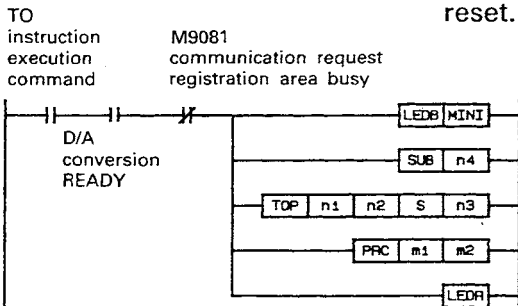 reset.
TO
instruction M9081
execution communication request
command registration area busy
LEDB MINI
D/A
conversion
READY
SUB n4
TOP n1 n2 S n3
PRC m1 m2
LEDR